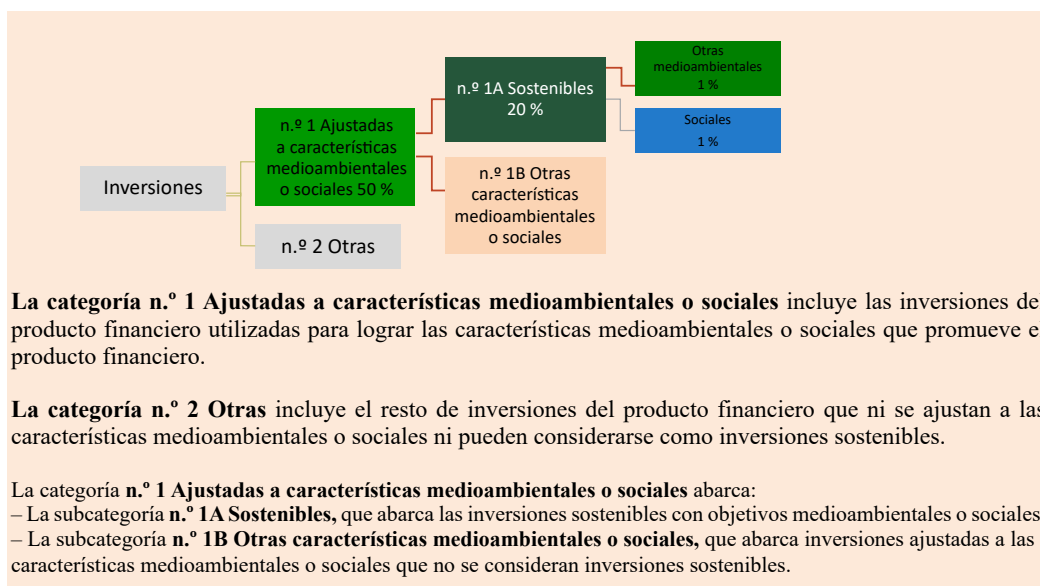 Otras
medioambientales
1 %
n.º 1A Sostenibles
20 %
Sociales
1 %
n.º 1 Ajustadas
a características
medioambientales
o sociales 50 %
n.º 1B Otras
características
medioambientales
o sociales
Inversiones
n.º 2 Otras
La categoría n.º 1 Ajustadas a características medioambientales o sociales incluye las inversiones del
producto financiero utilizadas para lograr las características medioambientales o sociales que promueve e
producto financiero.
La categoría n.º 2 Otras incluye el resto de inversiones del producto financiero que ni se ajustan a las
características medioambientales o sociales ni pueden considerarse como inversiones sostenibles.
La categoría n.º 1 Ajustadas a características medioambientales o sociales abarca:
– La subcategoría n.º 1A Sostenibles, que abarca las inversiones sostenibles con objetivos medioambientales o sociales
– La subcategoría n.º 1B Otras características medioambientales o sociales, que abarca inversiones ajustadas a las
características medioambientales o sociales que no se consideran inversiones sostenibles.